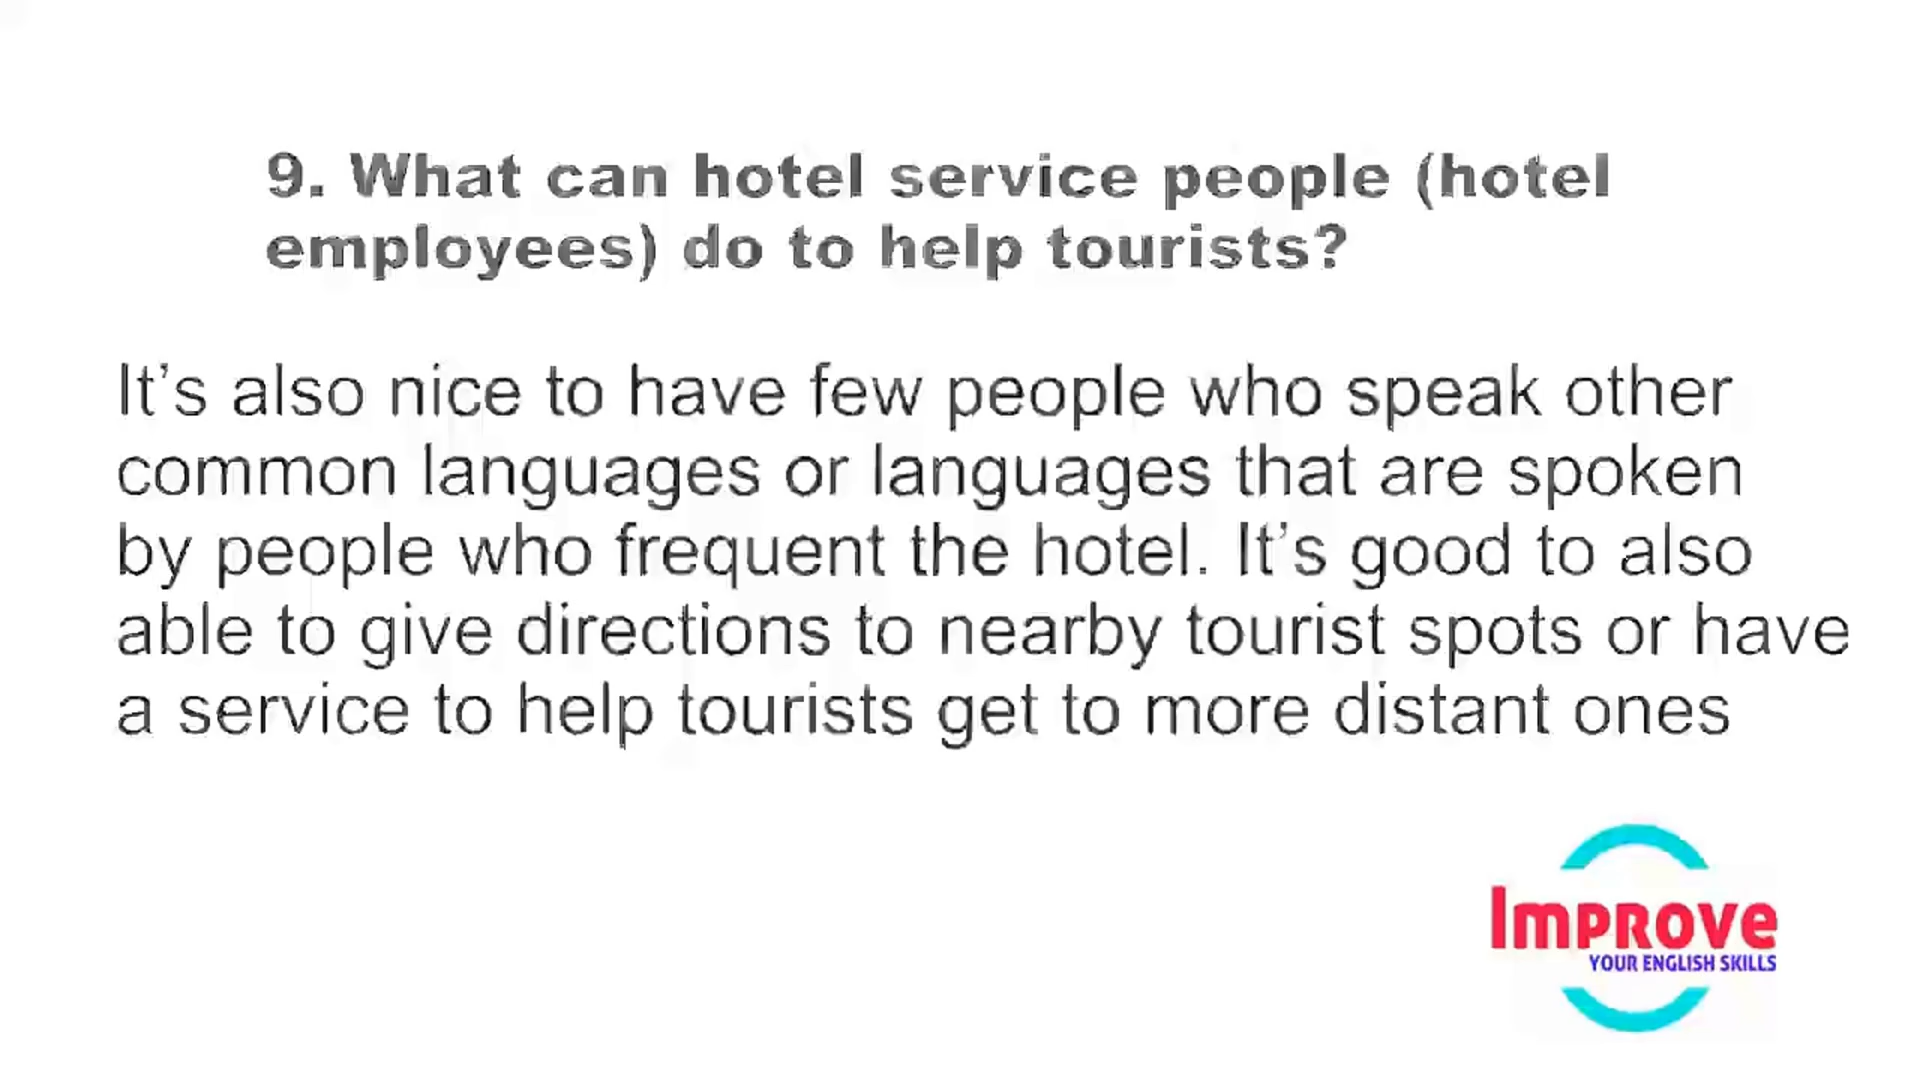 9. What can hotel service people (hotel
employees) do to help tourists?
It’s also nice to have few people who speak other
common languages or languages that are spoken
by people who frequent the hotel. It’s good to also
able to give directions to nearby tourist spots or have
a service to help tourists get to more distant ones
Improve
YOUR ENGLISH SKILLS